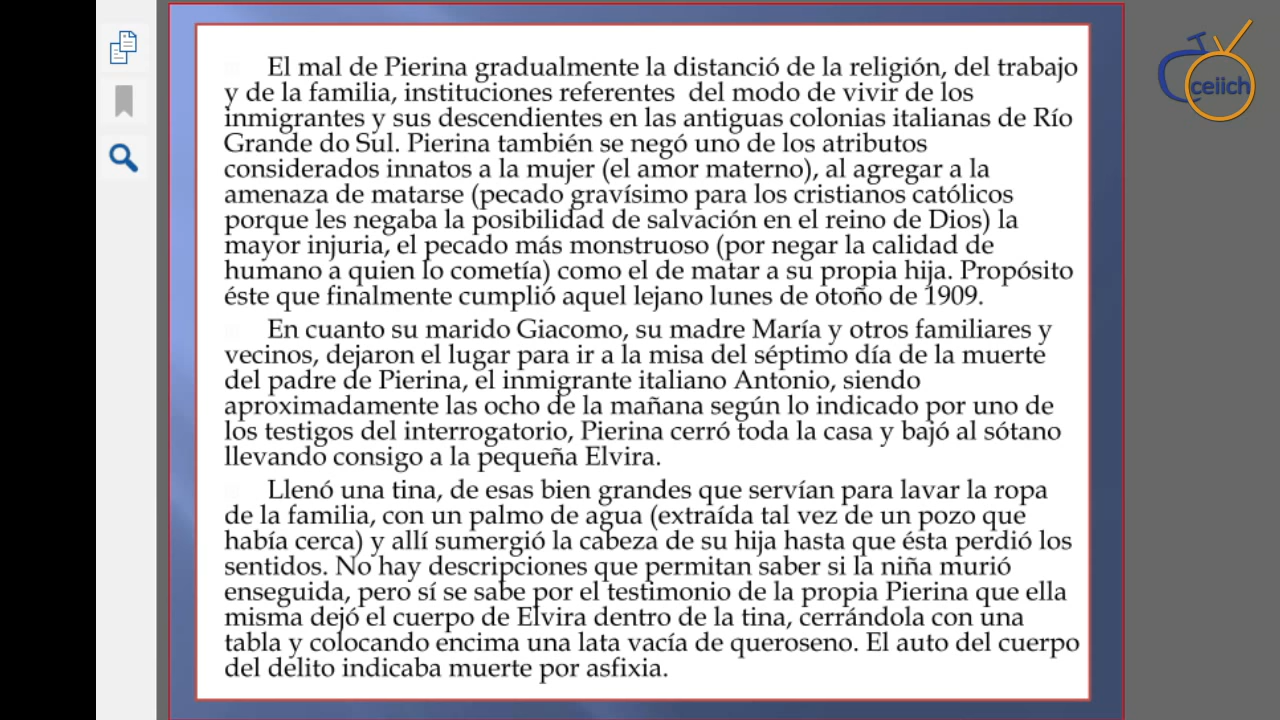 El mal de Pierina gradualmente la distanció de la religión, del trabajo
y de la familia, instituciones referentes del modo de vivir de los
inmigrantes y sus descendientes en las antiguas colonias italianas de Río
Grande do Sul. Pierina también se negó uno de los atributos
considerados innatos a la mujer (el amor materno), al agregar a la
amenaza de matarse (pecado gravísimo para los cristianos católicos
porque les negaba la posibilidad de salvación en el reino de Dios) la
mayor injuria, el pecado más monstruoso (por negar la calidad de
humano a quien lo cometía) como el de matar a su propia hija. Propósito
éste que finalmente cumplió aquel lejano lunes de otoño de 1909.
En cuanto su marido Giacomo, su madre María y otros familiares y
vecinos, dejaron el lugar para ir a la misa del séptimo día de la muerte
del padre de Pierina, el inmigrante italiano Antonio, siendo
aproximadamente las ocho de la mañana según lo indicado por uno de
los testigos del interrogatorio, Pierina cerró toda la casa y bajó al sótano
llevando consigo a la pequeña Elvira.
Llenó una tina, de esas bien grandes que servían para lavar la ropa
de la familia, con un palmo de agua (extraída tal vez de un pozo que
había cerca) y allí sumergió la cabeza de su hija hasta que ésta perdió los
sentidos. No hay descripciones que permitan saber si la niña murió
enseguida, pero sí se sabe por el testimonio de la propia Pierina que ella
misma dejó el cuerpo de Elvira dentro de la tina, cerrándola con una
tabla y colocando encima una lata vacía de queroseno. El auto del cuerpo
del delito indicaba muerte por asfixia.
TV
ceiich